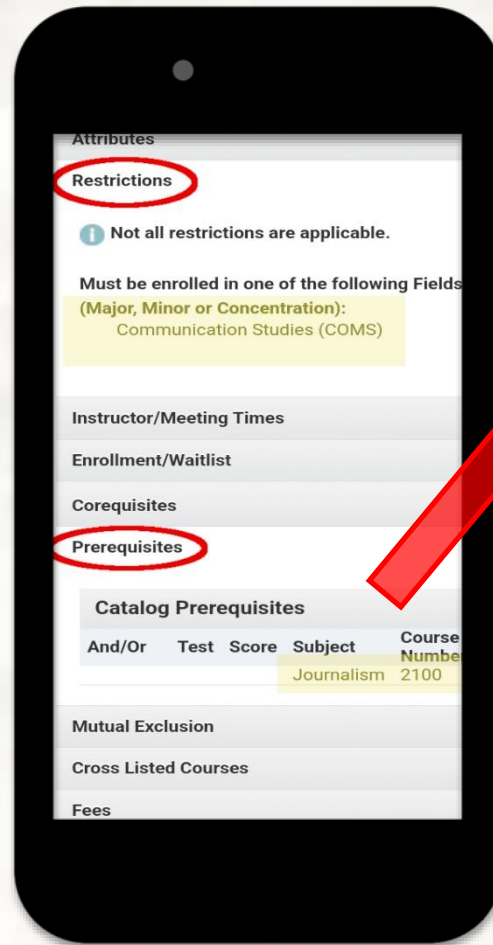 Attributes
Restrictions
Not all restrictions are applicable.
Must be enrolled in one of the following Fields
(Major, Minor or Concentration):
Communication Studies (COMS)
Instructor/Meeting Times
Enrollment/Waitlist
Corequisites
Prerequisites
Catalog Prerequisites
And/Or Test Score Subject Course Number
Journalism 2100
Mutual Exclusion
Cross Listed Courses
Fees